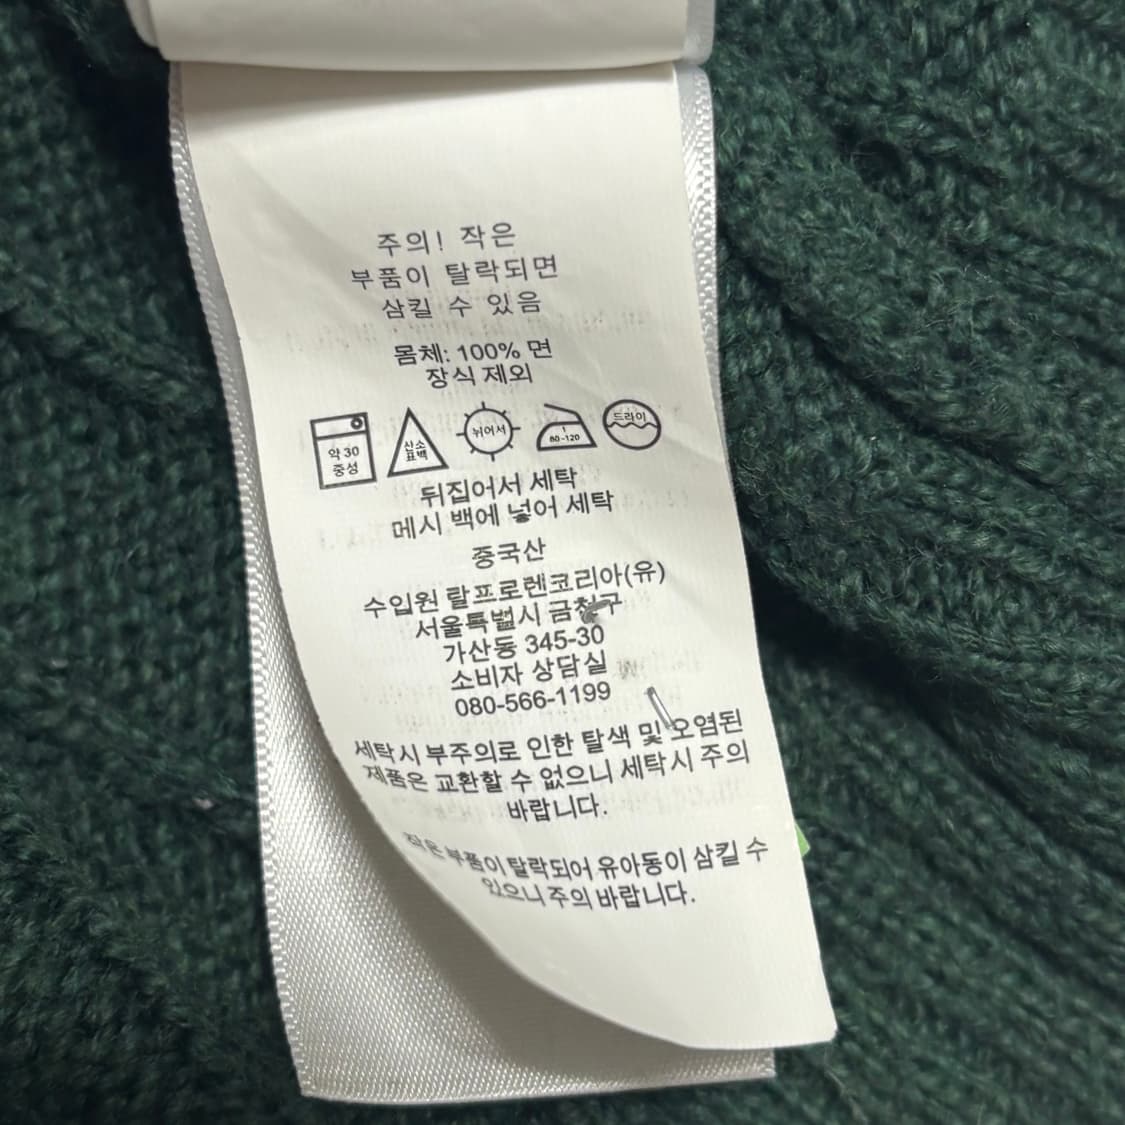 주의! 작은
부품이 탈락되면
삼킬 수 있음
몸체: 100% 면
장식 제외
약 30
중성
산소
표백
뉘어서
1
80-120
드라이
뒤집어서 세탁
메시 백에 넣어 세탁
중국산
수입원 랄프로렌코리아(유)
서울특별시 금천구
가산동 345-30
소비자 상담실
080-566-1199
세탁시 부주의로 인한 탈색 및 오염된
제품은 교환할 수 없으니 세탁시 주의
바랍니다.
작은 부품이 탈락되어 유아동이 삼킬 수
있으니 주의 바랍니다.